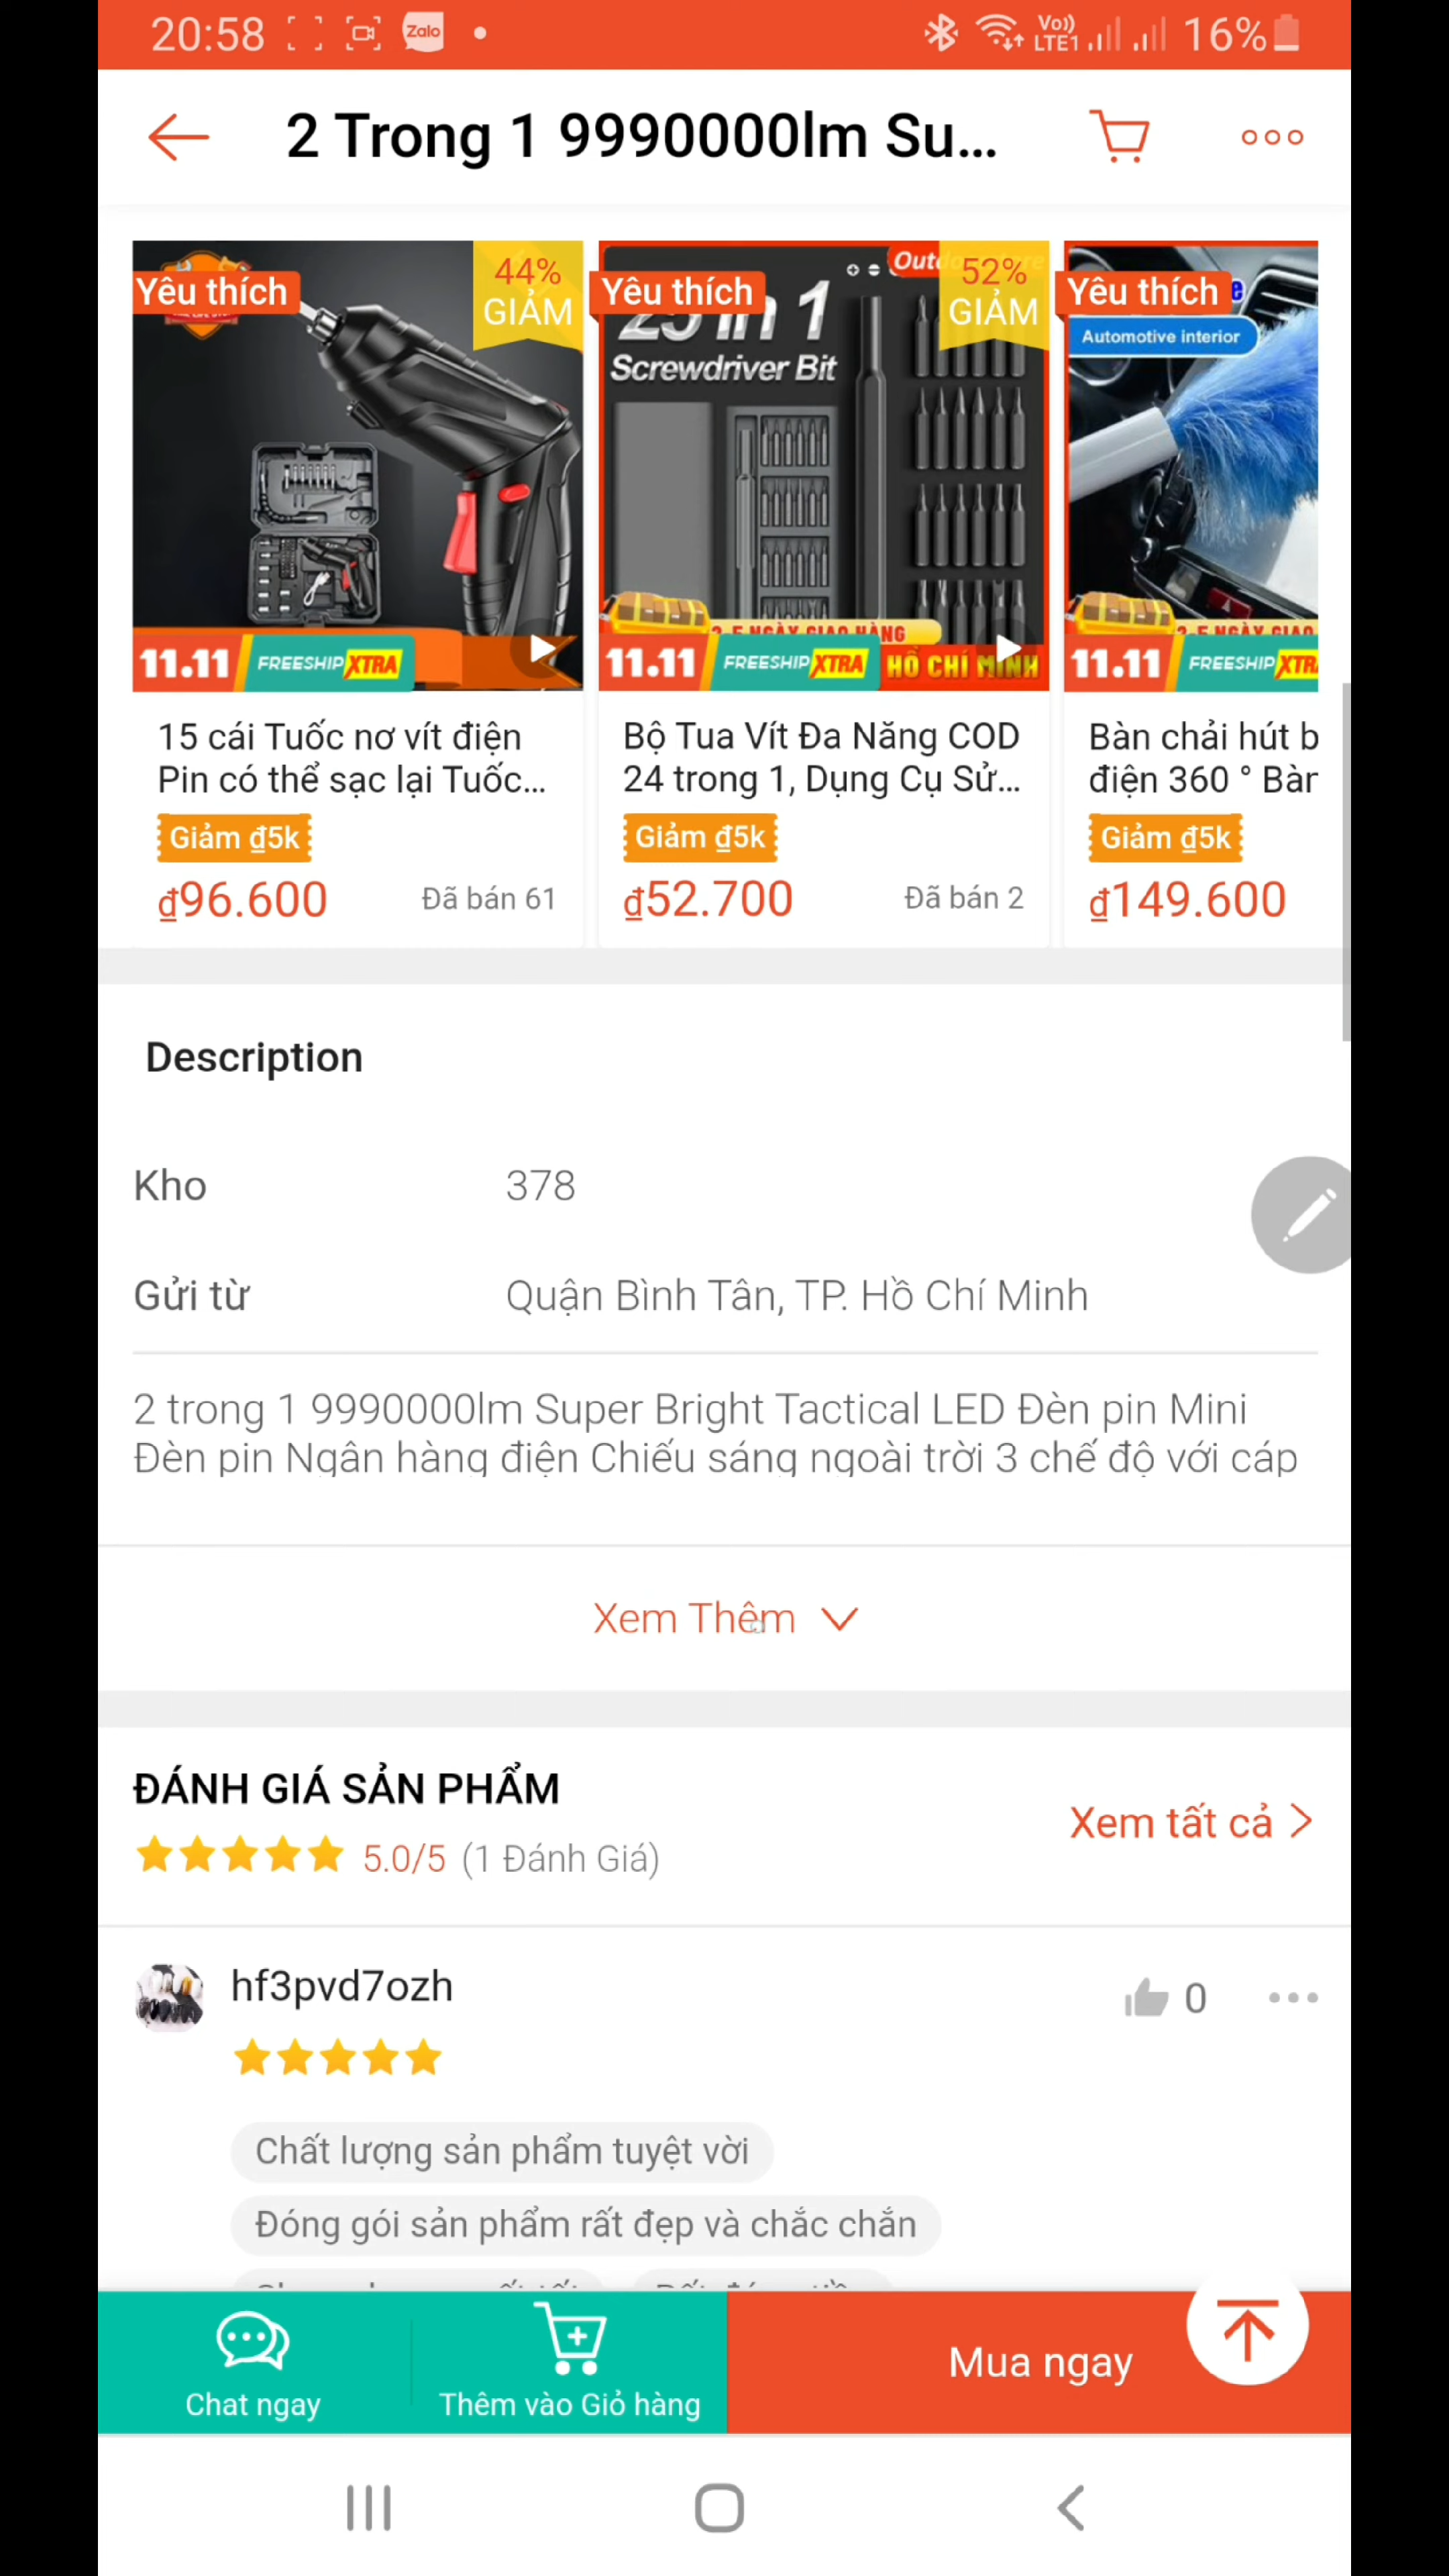 20:58
Zalo
Vo))
LTE1
16%
2 Trong 1 9990000lm Su...
Yêu thích
44%
GIẢM
11.11
FREESHIP XTRA
15 cái Tuốc nơ vít điện
Pin có thể sạc lại Tuốc...
Giảm ₫5k
₫96.600
Đã bán 61
Yêu thích
52%
GIẢM
in 1
Screwdriver Bit
11.11
FREESHIP XTRA
HỒ CHÍ MINH
Bộ Tua Vít Đa Năng COD
24 trong 1, Dụng Cụ Sử...
Giảm ₫5k
₫52.700
Đã bán 2
Yêu thích
Automotive interior
11.11
FREESHIP
Bàn chải hút b
điện 360 °
Giảm ₫5k
₫149.600
Description
Kho
378
Gửi từ
Quận Bình Tân, TP. Hồ Chí Minh
2 trong 1 9990000lm Super Bright Tactical LED Đèn pin Mini
Đèn pin Ngân hàng điện Chiếu sáng ngoài trời 3 chế độ với cáp
Xem Thêm
ĐÁNH GIÁ SẢN PHẨM
5.0/5 (1 Đánh Giá)
Xem tất cả
hf3pvd7ozh
0
Chất lượng sản phẩm tuyệt vời
Đóng gói sản phẩm rất đẹp và chắc chắn
Chat ngay
Thêm vào Giỏ hàng
Mua ngay